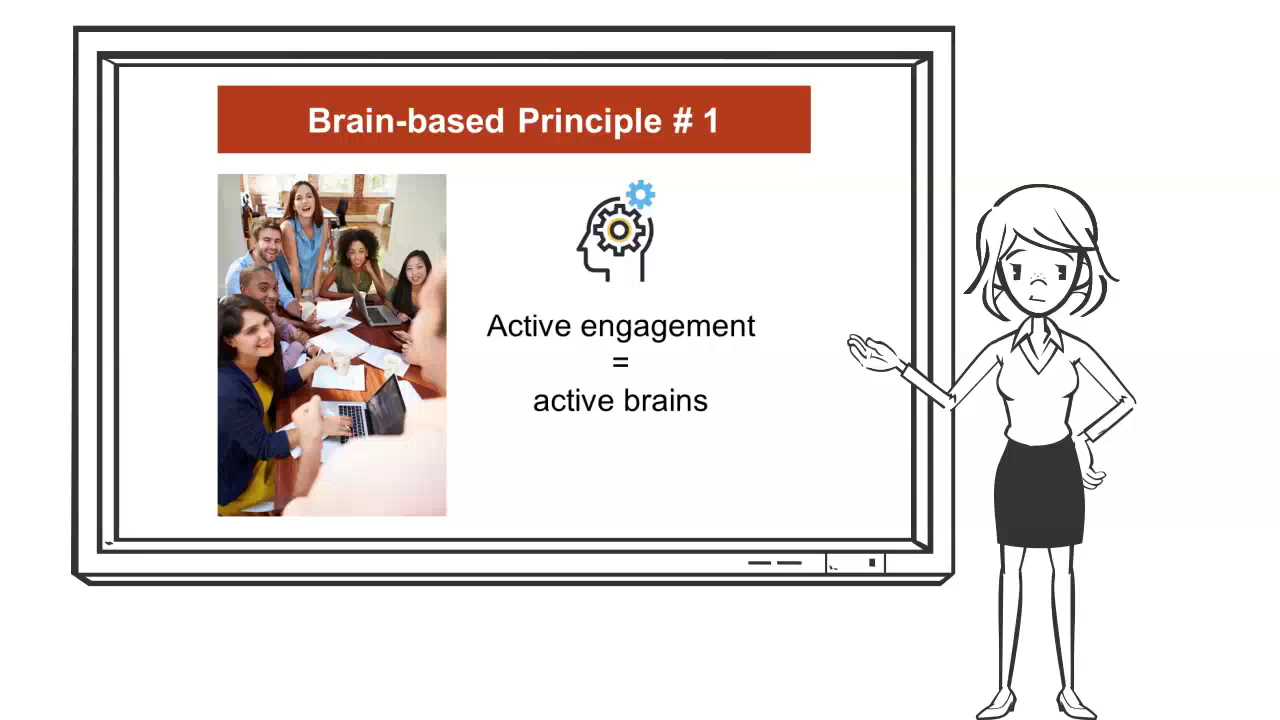 Brain-based Principle # 1
Active engagement
=
active brains